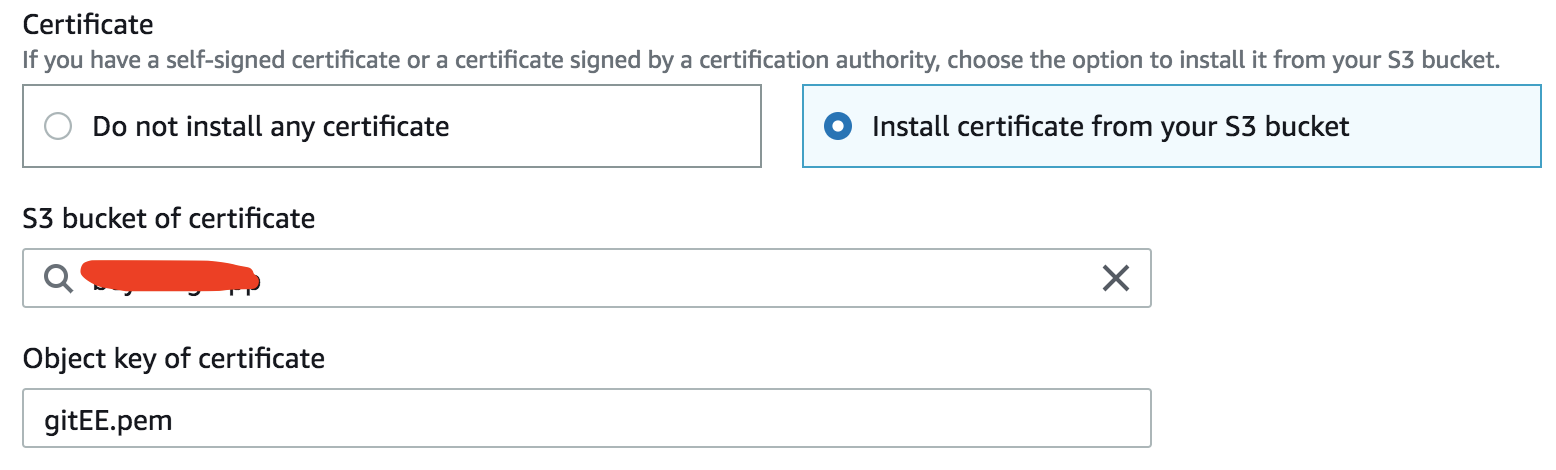 Certificate
If you have a self-signed certificate or a certificate signed by a certification authority, choose the option to install it from your S3 bucket.
Do not install any certificate
Install certificate from your S3 bucket
S3 bucket of certificate
Object key of certificate
gitEE.pem